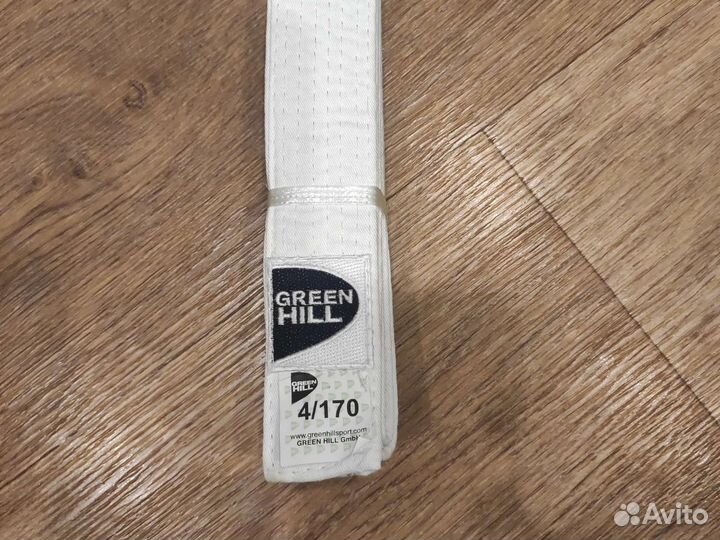 GREEN
HILL
GREEN
HILL
4/170
www.greenhillsport.com
GREEN HILL GmbH
Avito